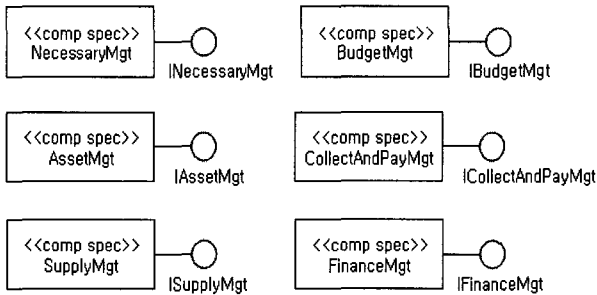 <<comp spec>>
NecessaryMgt
INecessaryMgt
<<comp spec>>
BudgetMgt
IBudgetMgt
<<comp spec>>
AssetMgt
IAssetMgt
<<comp spec>>
CollectAndPayMgt
ICollectAndPayMgt
<<comp spec>>
SupplyMgt
ISupplyMgt
<<comp spec>>
FinanceMgt
IFinanceMgt